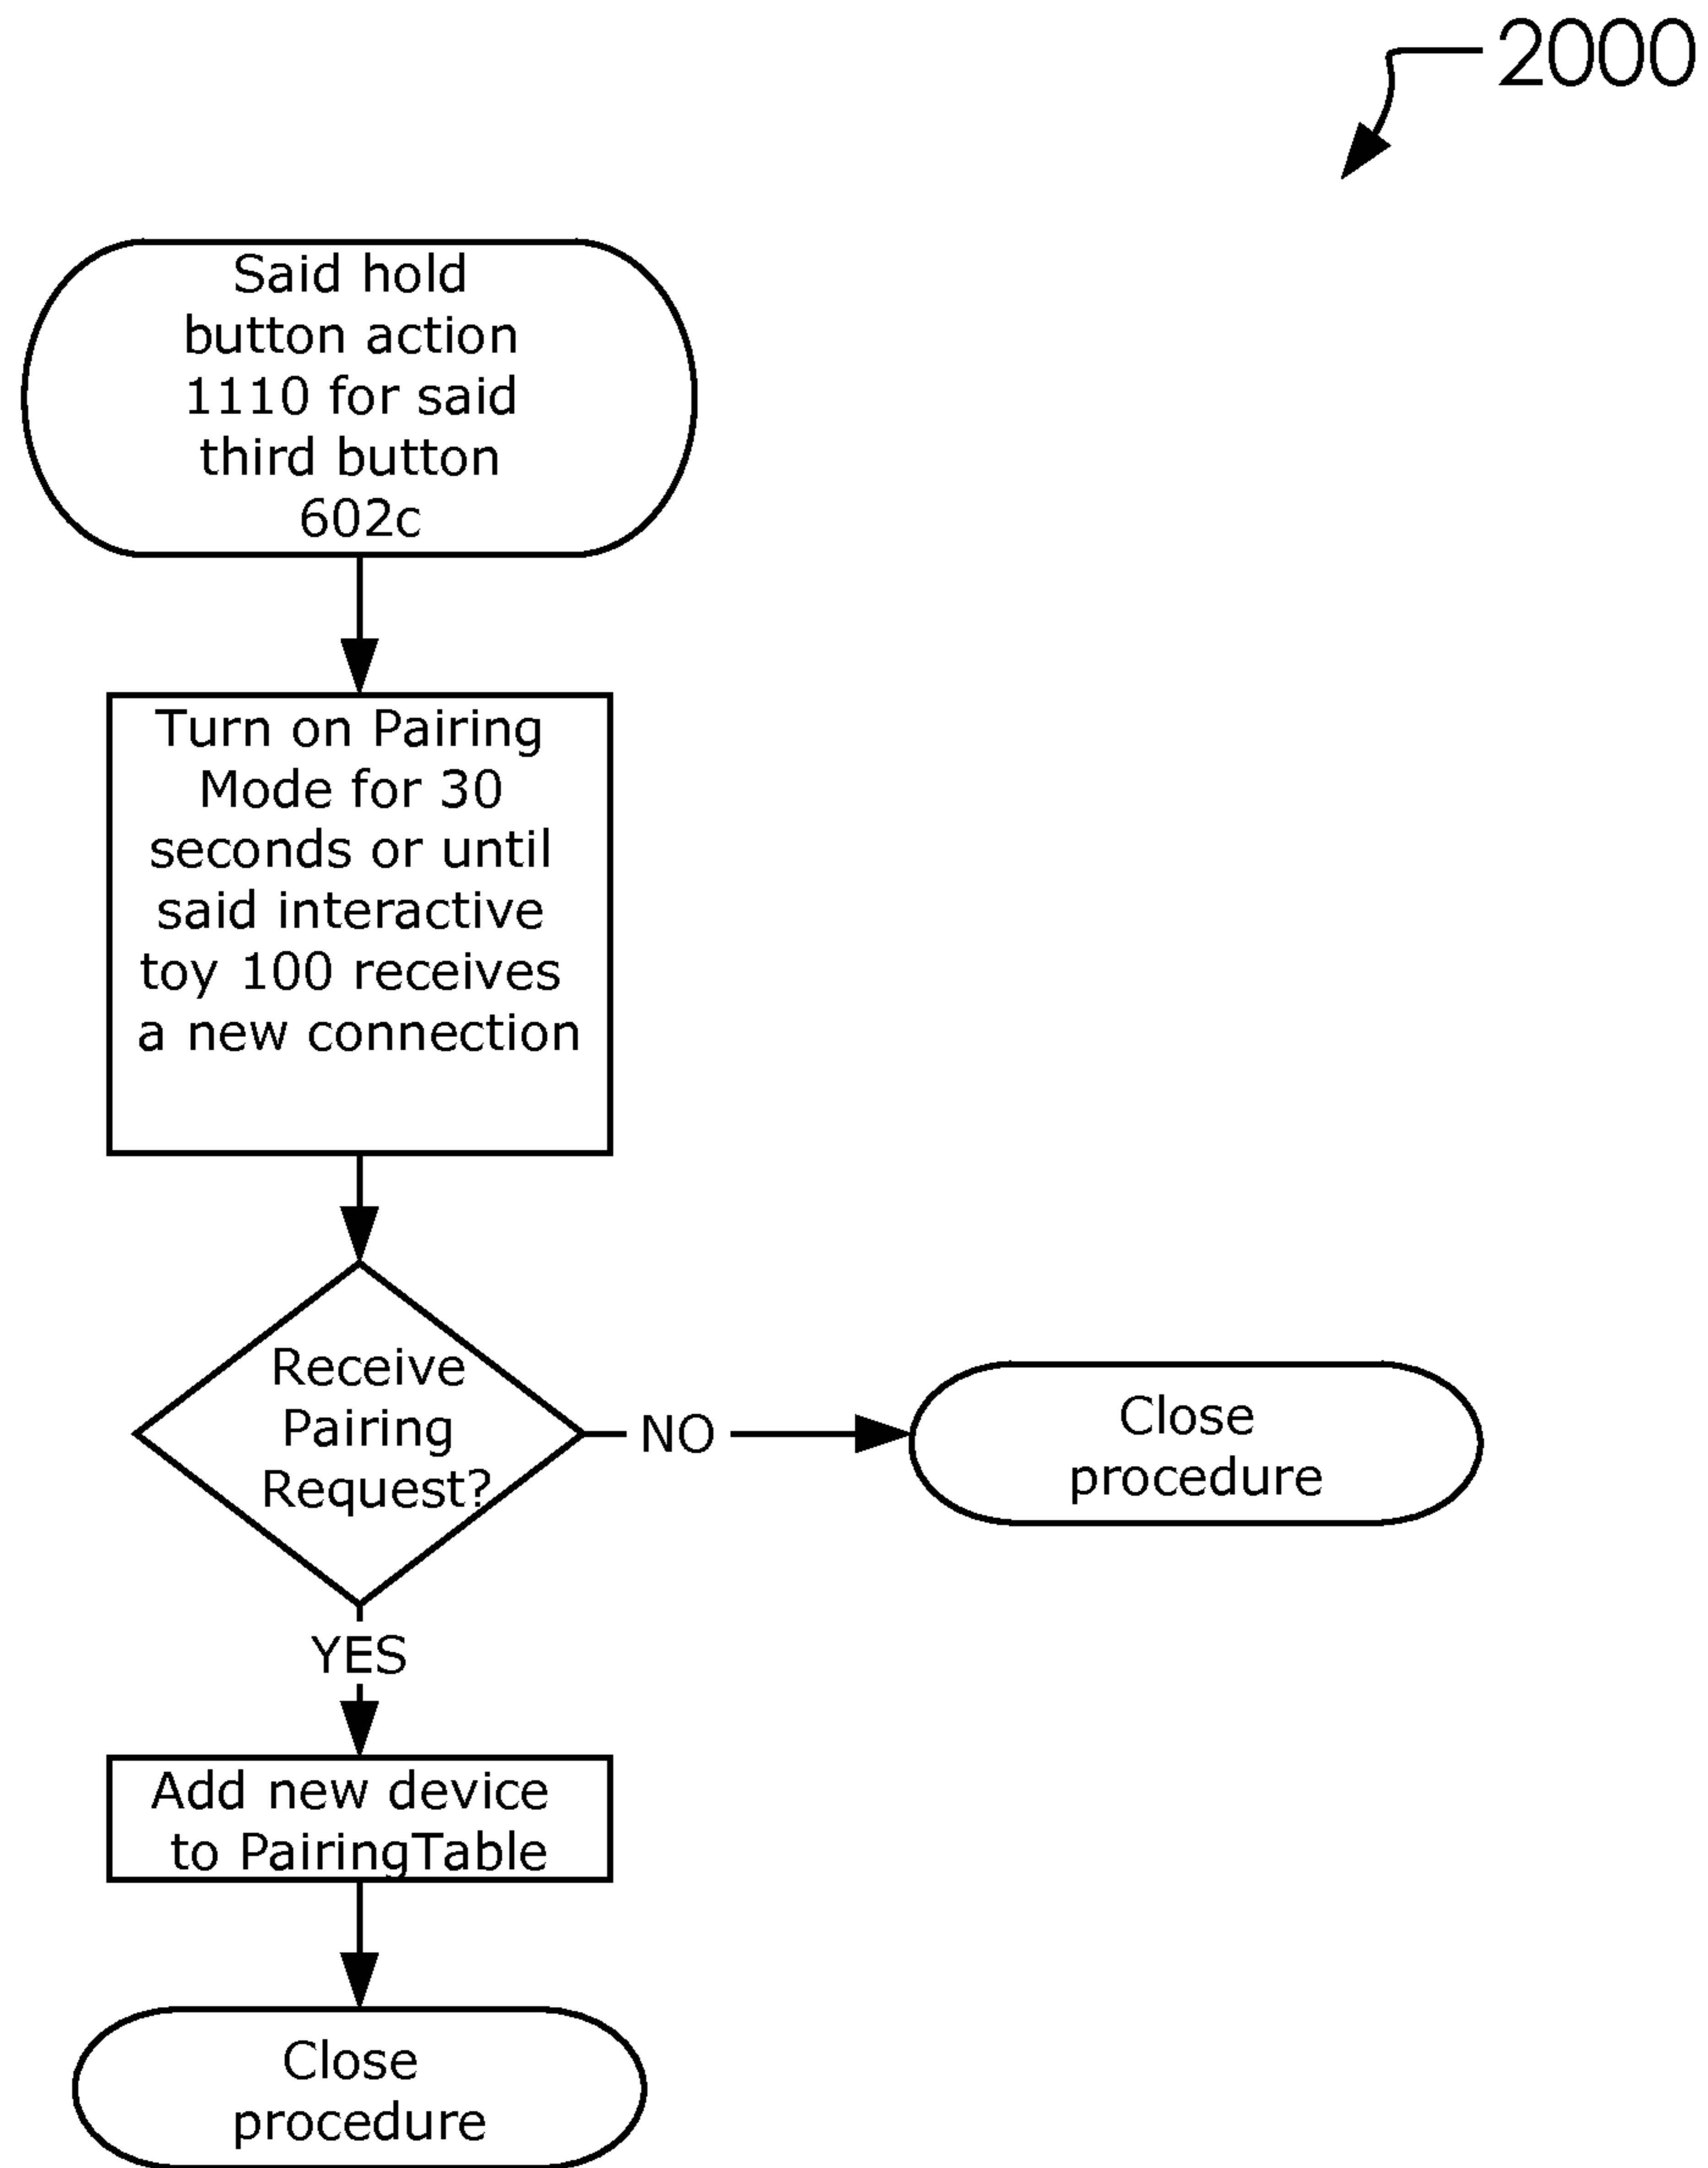 2000
Said hold
button action
1110 for said
third button
602c
Turn on Pairing
Mode for 30
seconds or until
said interactive
toy 100 receives
a new connection
Receive
Pairing
Request?
NO
Close
procedure
YES
Add new device
to PairingTable
Close
procedure